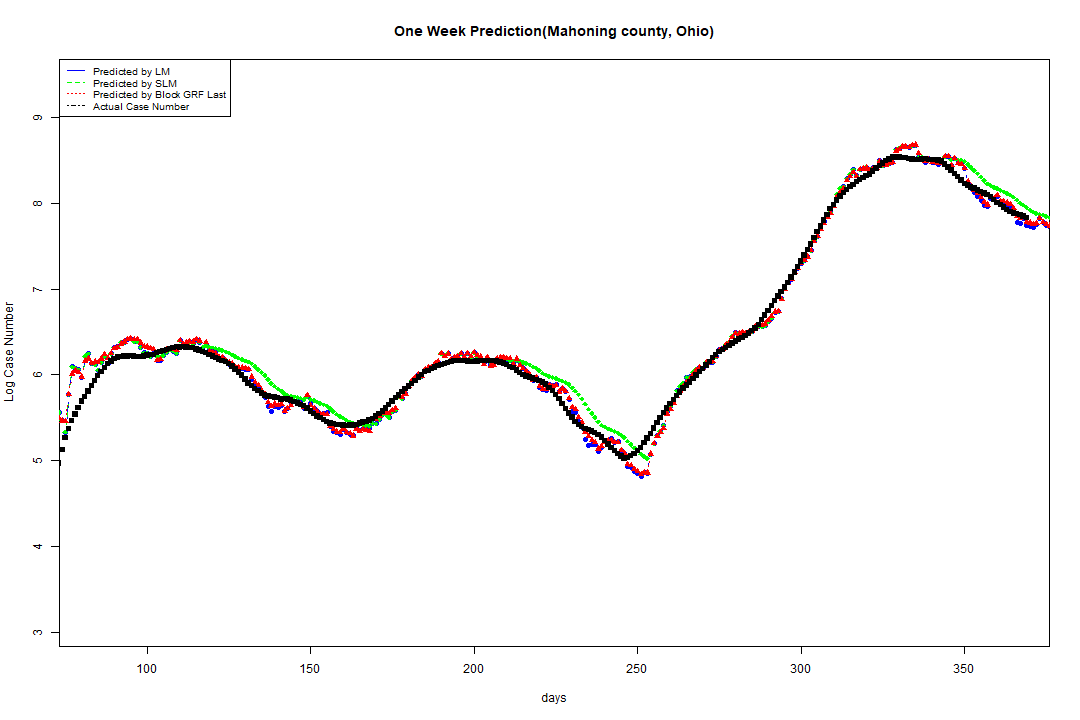 One Week Prediction(Mahoning county, Ohio)
Predicted by LM
Predicted by SLM
Predicted by Block GRF Last
Actual Case Number
Log Case Number
9
8
7
6
5
4
3
100 150 200 250 300 350
days